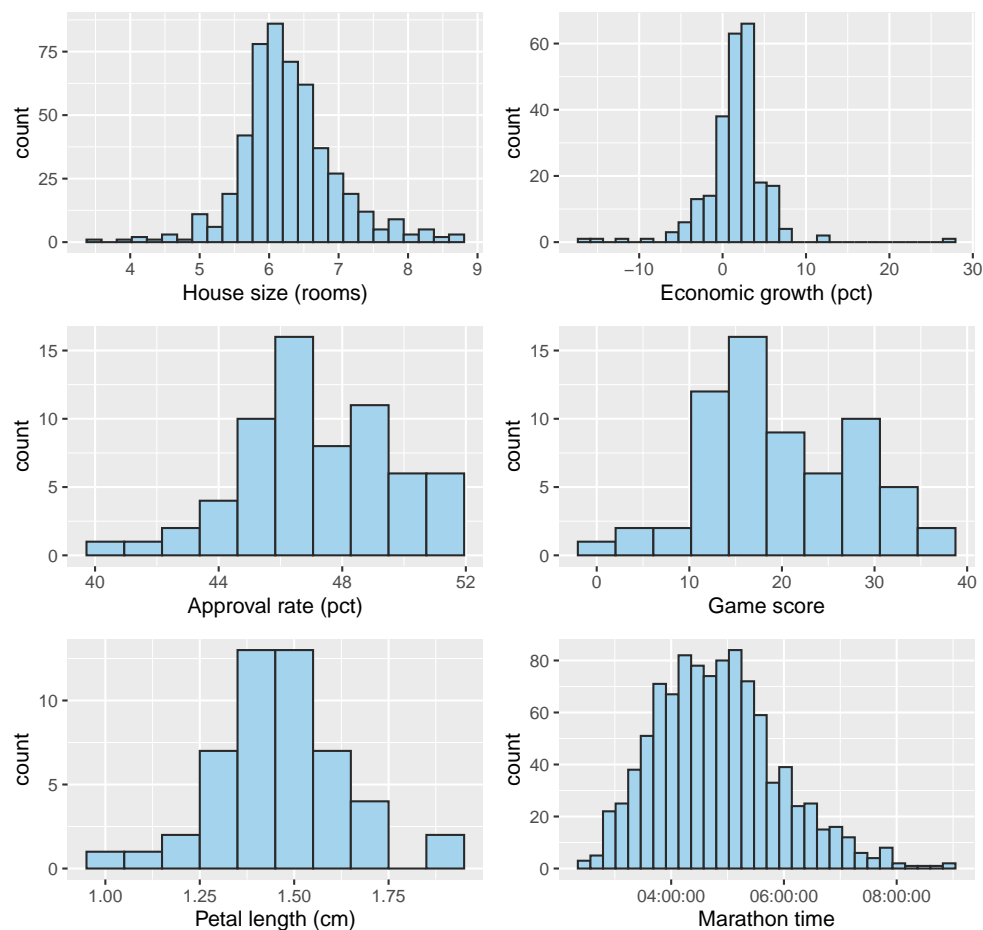 75
50
25
0
count
4 5 6 7 8 9
House size (rooms)
60
40
20
0
count
−10 0 10 20 30
Economic growth (pct)
15
10
5
0
count
40 44 48 52
Approval rate (pct)
15
10
5
0
count
0 10 20 30 40
Game score
10
5
0
count
1.00 1.25 1.50 1.75
Petal length (cm)
80
60
40
20
0
count
04:00:00 06:00:00 08:00:00
Marathon time